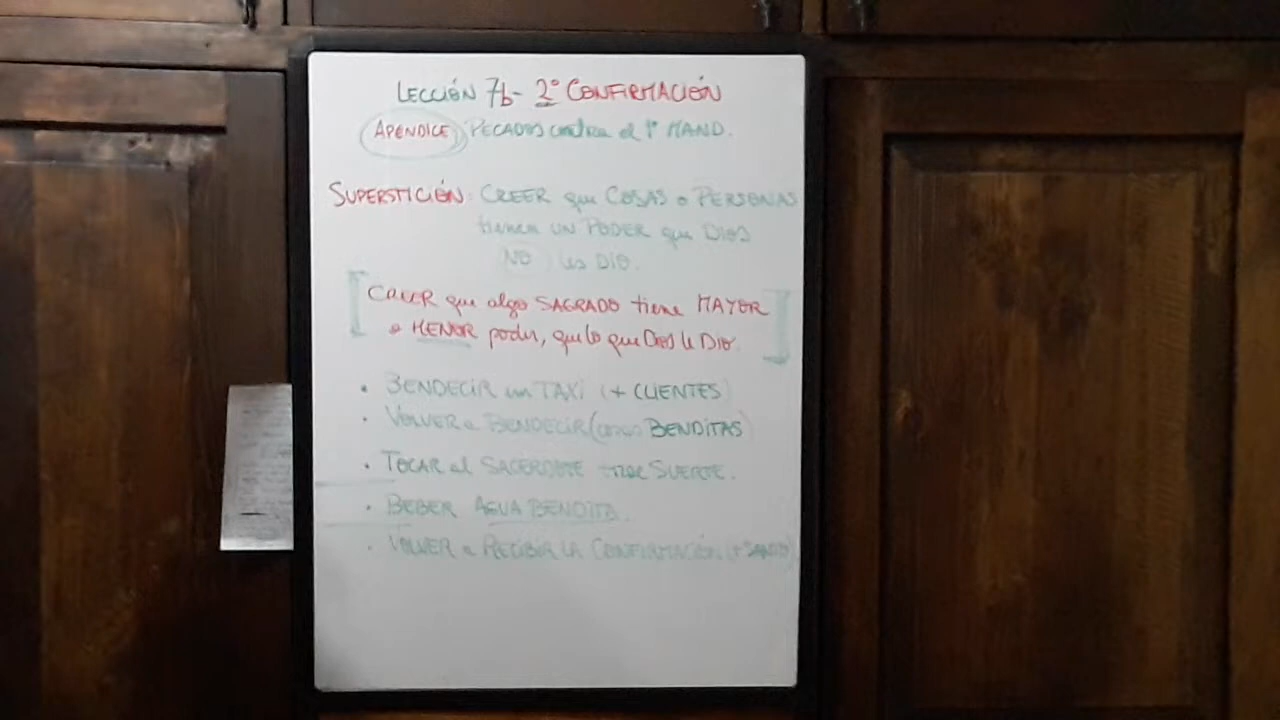 LECCIÓN 7b- 2° CONFIRMACIÓN
APENDICE PECADOS contra el 1° MAND.
SUPERSTICIÓN: CREER que COSAS o PERSONAS
tienen UN PODER que DIOS
NO les DIO.
CREER que algo SAGRADO tiene MAYOR
o MENOR poder, que lo que DIOS le DIO.
• BENDECIR un TAXI (+ CLIENTES)
• VOLVER a BENDECIR (cosas BENDITAS)
• TOCAR al SACERDOTE trae SUERTE.
• BEBER AGUA BENDITA.
• VOLVER a RECIBIR LA CONFIRMACIÓN (+ SANTO)